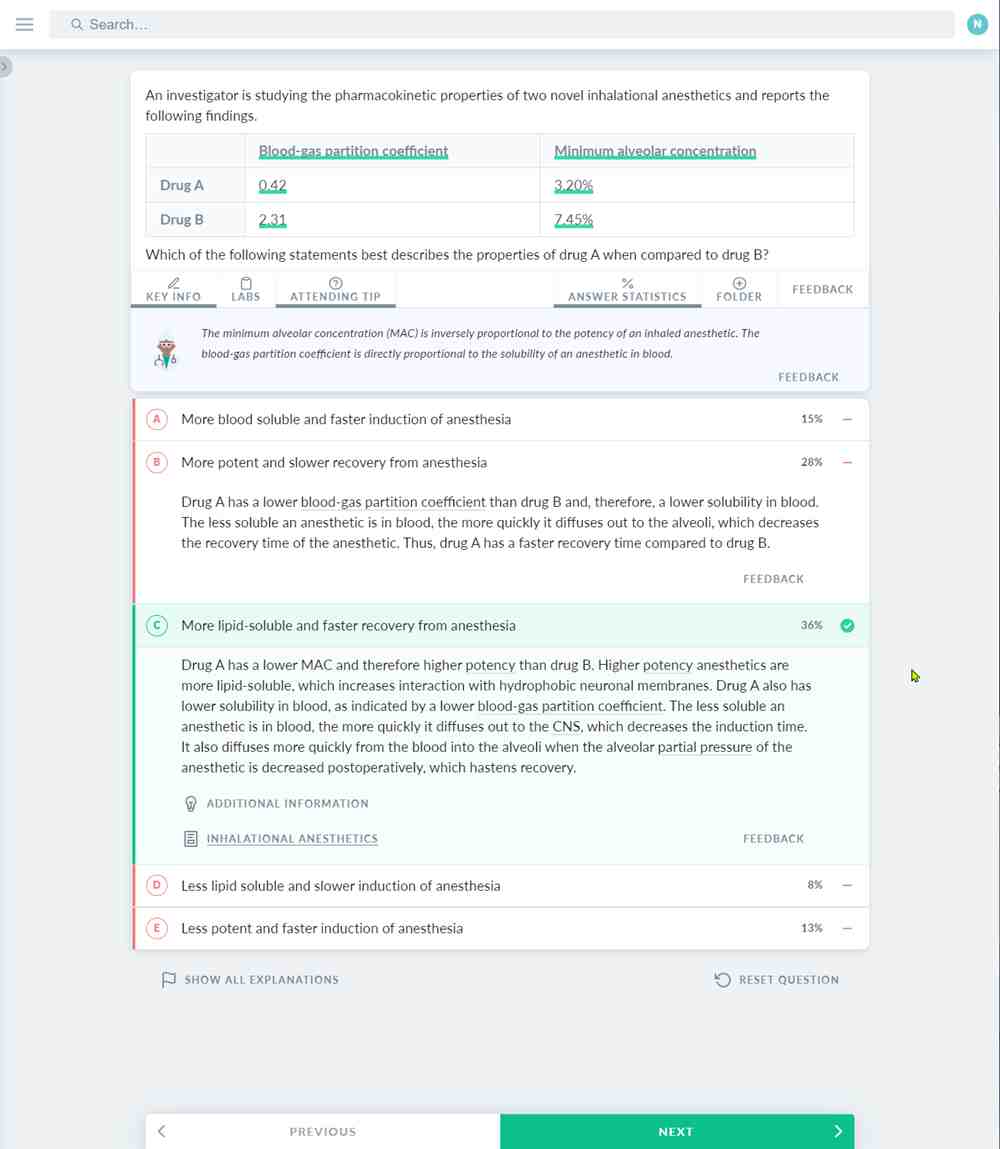 Search...
N
An investigator is studying the pharmacokinetic properties of two novel inhalational anesthetics and reports the
following findings.
Blood-gas partition coefficient Minimum alveolar concentration
Drug A 0.42 3.20%
Drug B 2.31 7.45%
Which of the following statements best describes the properties of drug A when compared to drug B?
KEY INFO LABS ATTENDING TIP ANSWER STATISTICS FOLDER FEEDBACK
The minimum alveolar concentration (MAC) is inversely proportional to the potency of an inhaled anesthetic. The
blood-gas partition coefficient is directly proportional to the solubility of an anesthetic in blood.
FEEDBACK
A More blood soluble and faster induction of anesthesia 15%
B More potent and slower recovery from anesthesia 28%
Drug A has a lower blood-gas partition coefficient than drug B and, therefore, a lower solubility in blood.
The less soluble an anesthetic is in blood, the more quickly it diffuses out to the alveoli, which decreases
the recovery time of the anesthetic. Thus, drug A has a faster recovery time compared to drug B.
FEEDBACK
C More lipid-soluble and faster recovery from anesthesia 36%
Drug A has a lower MAC and therefore higher potency than drug B. Higher potency anesthetics are
more lipid-soluble, which increases interaction with hydrophobic neuronal membranes. Drug A also has
lower solubility in blood, as indicated by a lower blood-gas partition coefficient. The less soluble an
anesthetic is in blood, the more quickly it diffuses out to the CNS, which decreases the induction time.
It also diffuses more quickly from the blood into the alveoli when the alveolar partial pressure of the
anesthetic is decreased postoperatively, which hastens recovery.
ADDITIONAL INFORMATION
INHALATIONAL ANESTHETICS FEEDBACK
D Less lipid soluble and slower induction of anesthesia 8%
E Less potent and faster induction of anesthesia 13%
SHOW ALL EXPLANATIONS RESET QUESTION
PREVIOUS NEXT